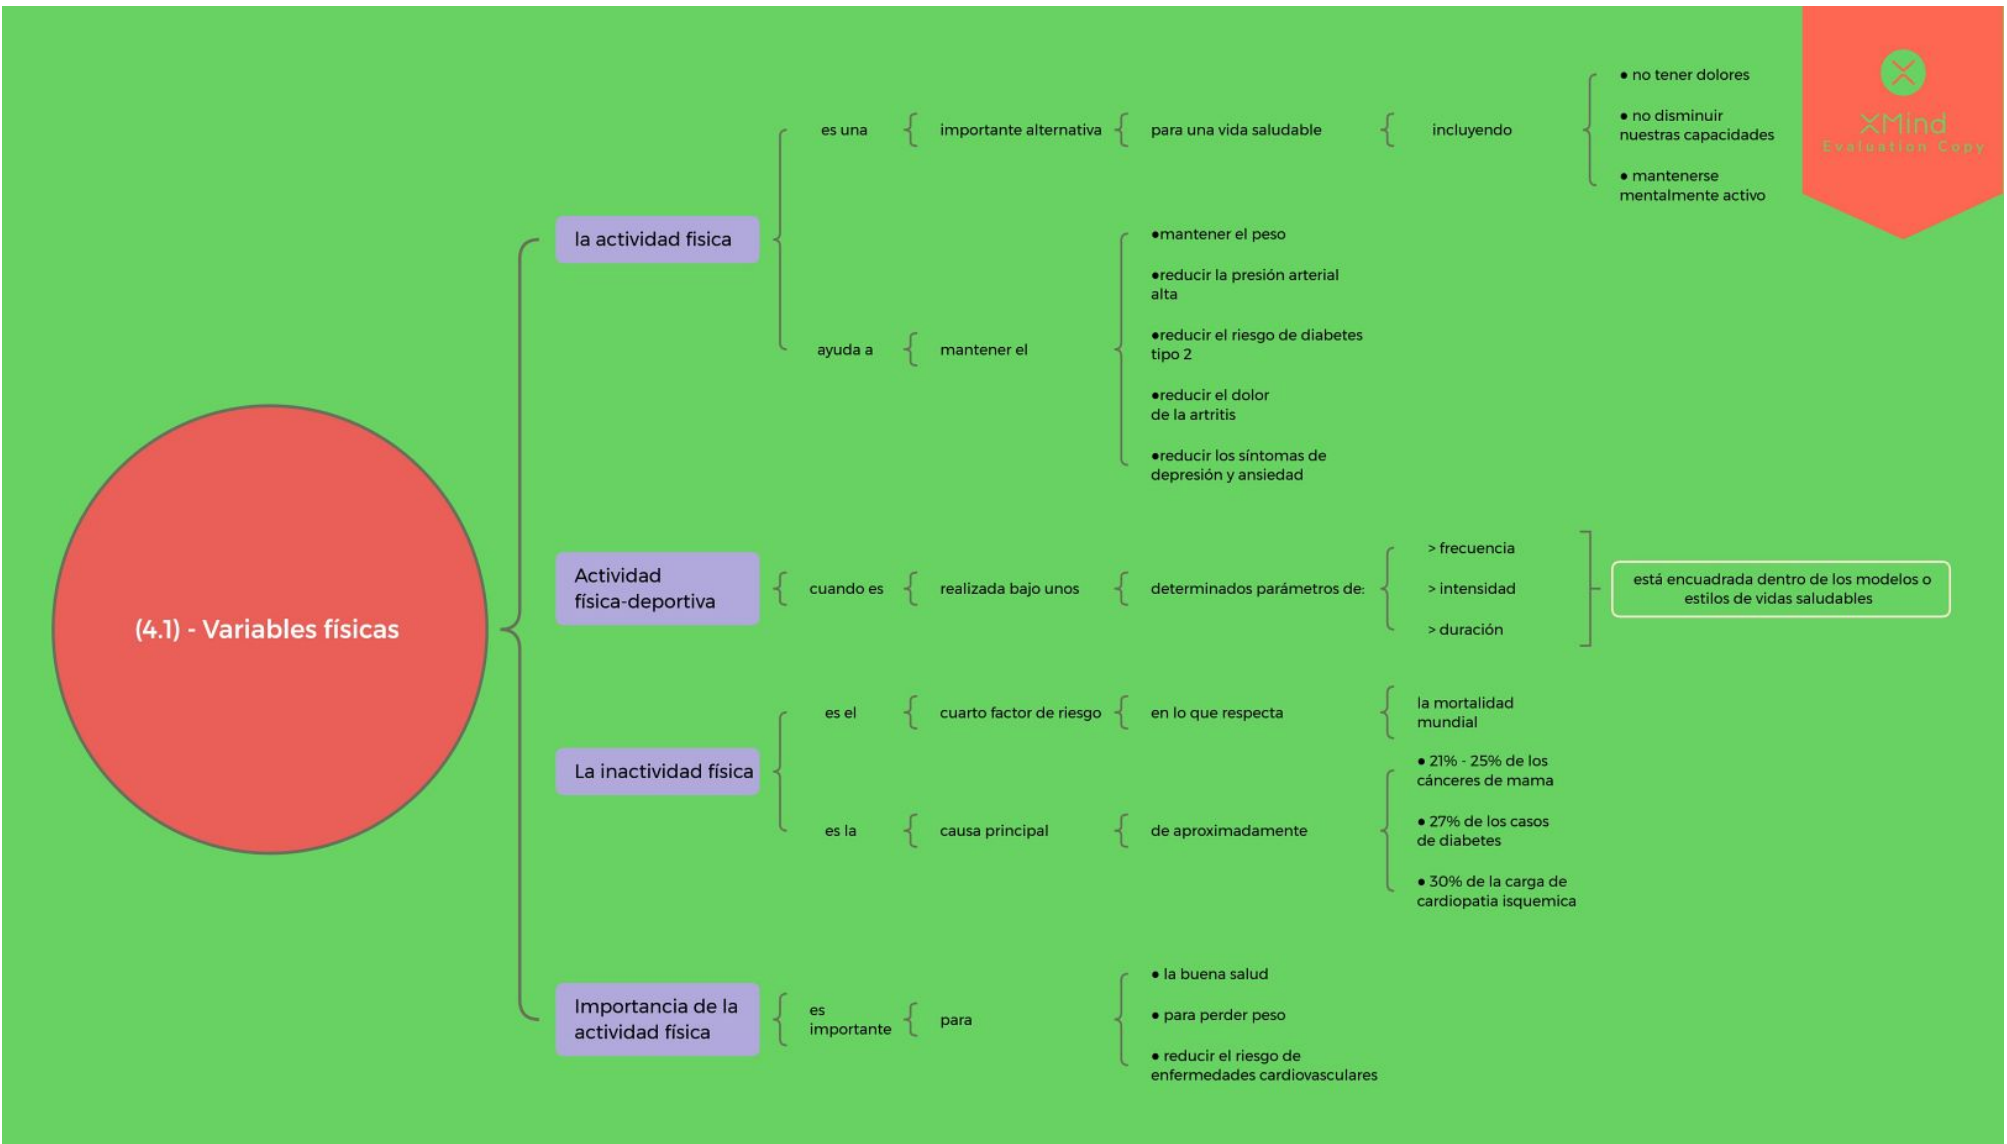 (4.1) - Variables físicas
la actividad fisica
es una
importante alternativa
para una vida saludable
incluyendo
● no tener dolores
● no disminuir
nuestras capacidades
● mantenerse
mentalmente activo
ayuda a
mantener el
●mantener el peso
●reducir la presión arterial
alta
●reducir el riesgo de diabetes
tipo 2
●reducir el dolor
de la artritis
●reducir los síntomas de
depresión y ansiedad
Actividad
física-deportiva
cuando es
realizada bajo unos
determinados parámetros de:
> frecuencia
> intensidad
> duración
está encuadrada dentro de los modelos o
estilos de vidas saludables
La inactividad física
es el
cuarto factor de riesgo
en lo que respecta
la mortalidad
mundial
es la
causa principal
de aproximadamente
● 21% - 25% de los
cánceres de mama
● 27% de los casos
de diabetes
● 30% de la carga de
cardiopatia isquemica
Importancia de la
actividad física
es
importante
para
● la buena salud
● para perder peso
● reducir el riesgo de
enfermedades cardiovasculares
XMind
Evaluation Copy